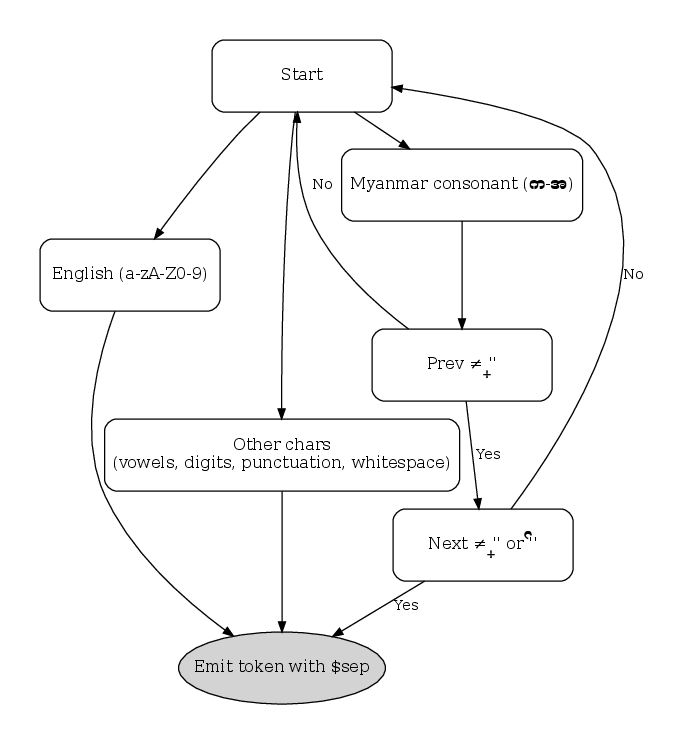 Start
Myanmar consonant (က-အ)
No
English (a-zA-Z0-9)
No
Prev ≠ ္"
Other chars
(vowels, digits, punctuation, whitespace)
Yes
Next ≠ ္" or ်"
Yes
Emit token with $sep